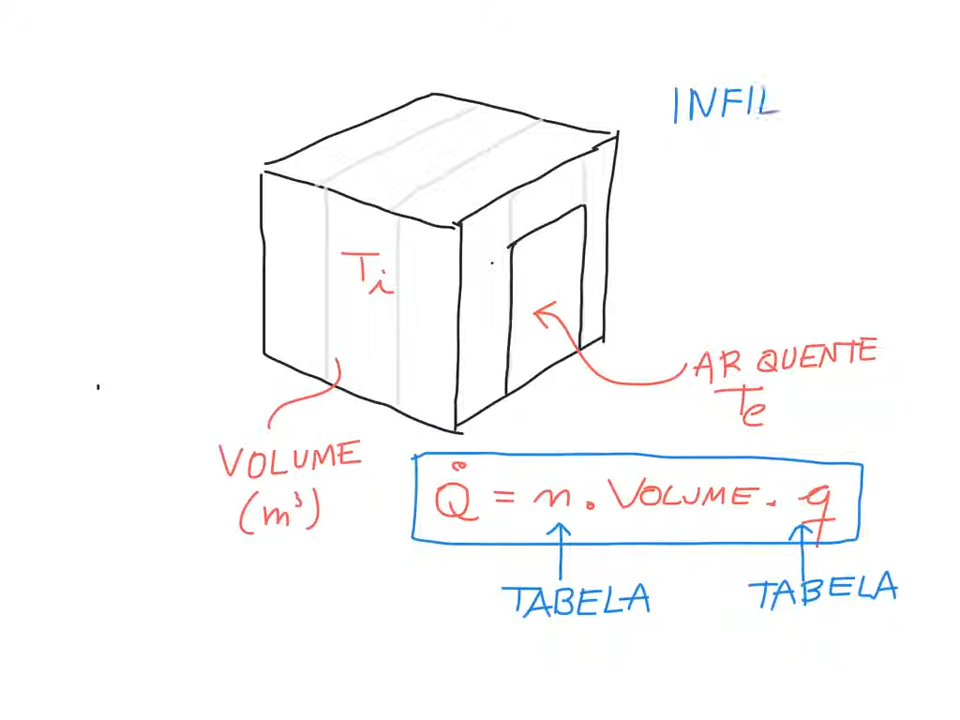 INFIL
Ti
AR QUENTE
Te
VOLUME
(m³)
Q̊ = n . VOLUME . q
TABELA
TABELA